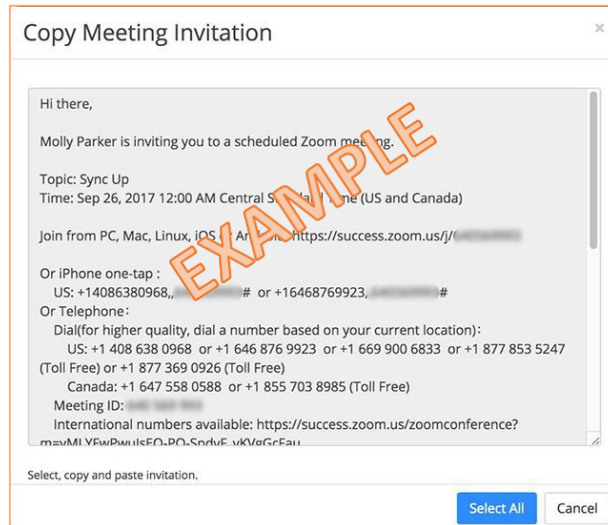 Copy Meeting Invitation
×
Hi there,
Molly Parker is inviting you to a scheduled Zoom meeting.
Topic: Sync Up
Time: Sep 26, 2017 12:00 AM Central Standard Time (US and Canada)
Join from PC, Mac, Linux, iOS or Android: https://success.zoom.us/j/
EXAMPLE
Or iPhone one-tap :
US: +14086380968,, # or +16468769923, #
Or Telephone:
Dial(for higher quality, dial a number based on your current location):
US: +1 408 638 0968 or +1 646 876 9923 or +1 669 900 6833 or +1 877 853 5247
(Toll Free) or +1 877 369 0926 (Toll Free)
Canada: +1 647 558 0588 or +1 855 703 8985 (Toll Free)
Meeting ID:
International numbers available: https://success.zoom.us/zoomconference?
Select, copy and paste invitation.
Select All
Cancel